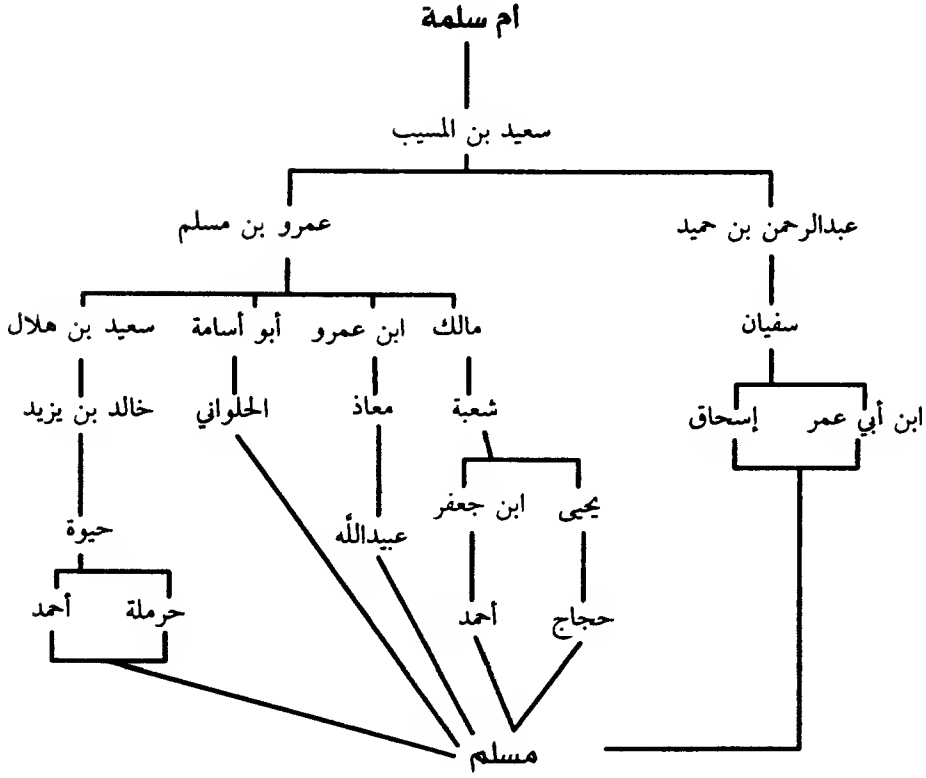 أم سلمة
سعيد بن المسيب
عبدالرحمن بن حميد عمرو بن مسلم
سفيان مالك ابن عمرو أبو أسامة سعيد بن هلال
ابن أبي عمر إسحاق شعبة معاذ الحلواني خالد بن يزيد
يحيى ابن جعفر عبيدالله حيوة
حجاج أحمد حرملة أحمد
مسلم